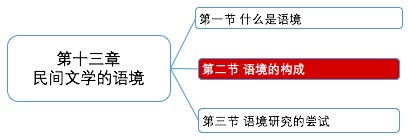 第十三章
民间文学的语境
第一节 什么是语境
第二节 语境的构成
第三节 语境研究的尝试